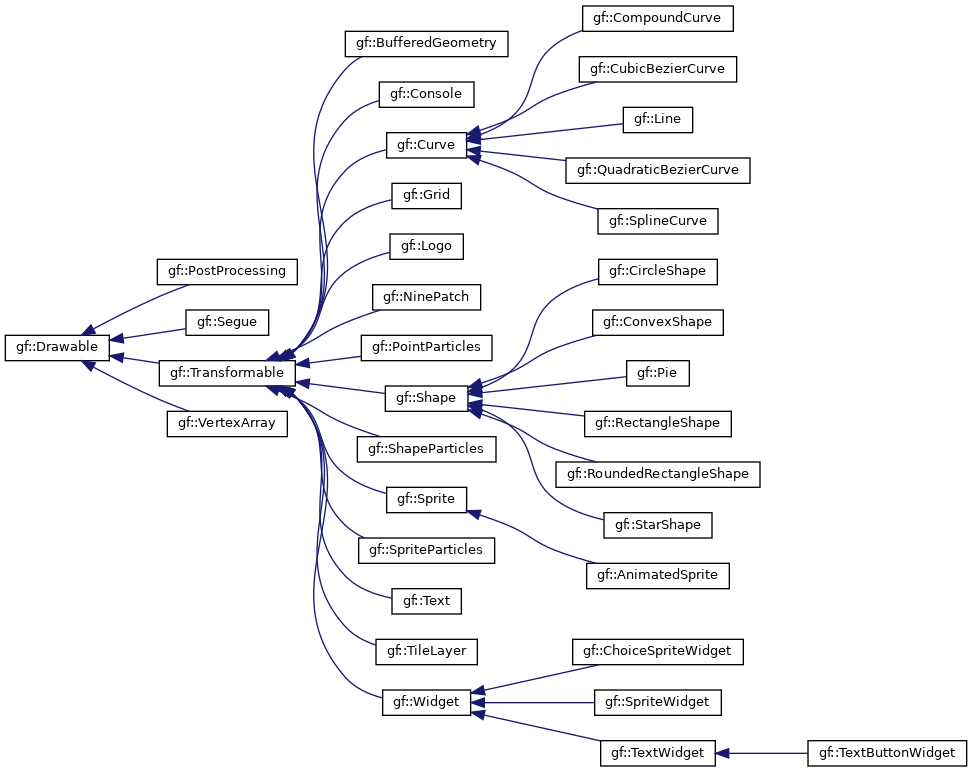 gf::CompoundCurve
gf::BufferedGeometry
gf::CubicBezierCurve
gf::Console
gf::Line
gf::Curve
gf::QuadraticBezierCurve
gf::Grid
gf::SplineCurve
gf::Logo
gf::PostProcessing
gf::CircleShape
gf::NinePatch
gf::Segue
gf::ConvexShape
gf::Drawable
gf::PointParticles
gf::Transformable
gf::Pie
gf::Shape
gf::VertexArray
gf::RectangleShape
gf::ShapeParticles
gf::RoundedRectangleShape
gf::Sprite
gf::StarShape
gf::SpriteParticles
gf::AnimatedSprite
gf::Text
gf::TileLayer
gf::ChoiceSpriteWidget
gf::Widget
gf::SpriteWidget
gf::TextWidget
gf::TextButtonWidget